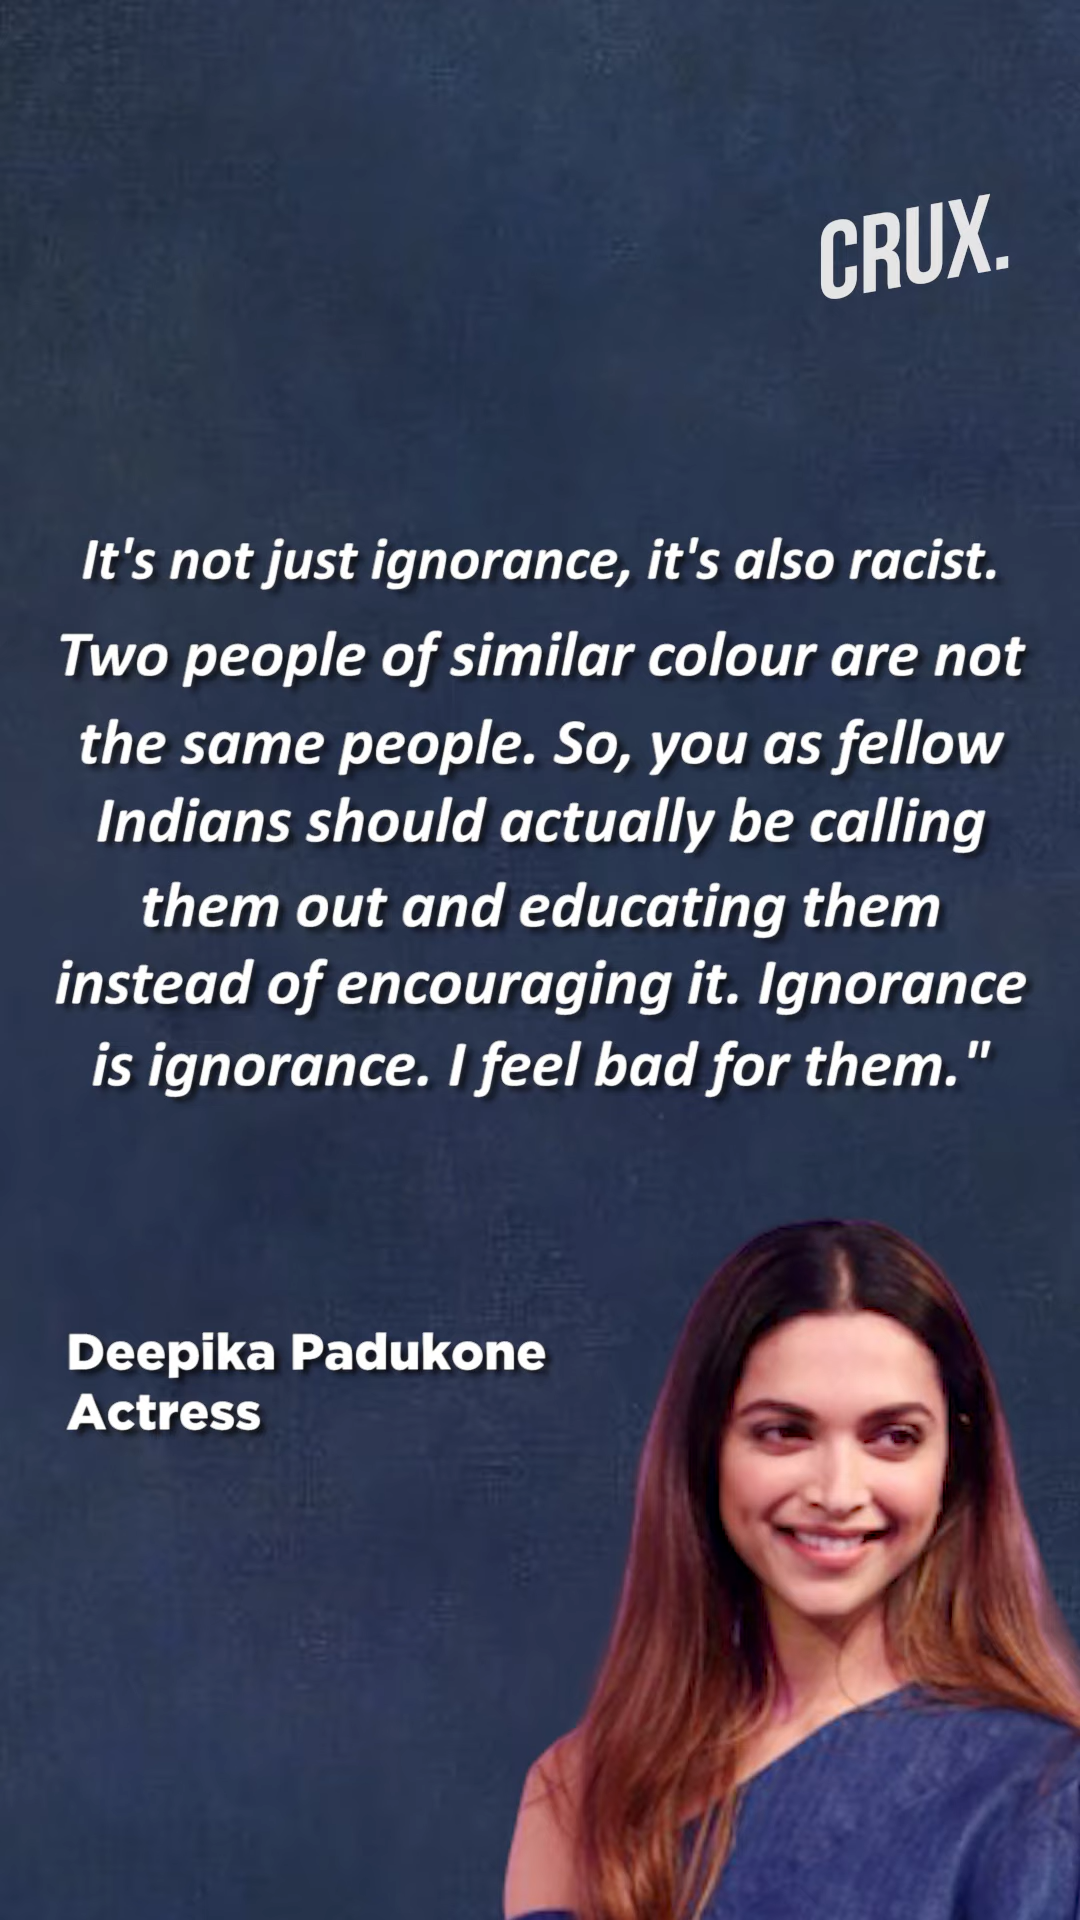 CRUX.
It's not just ignorance, it's also racist.
Two people of similar colour are not
the same people. So, you as fellow
Indians should actually be calling
them out and educating them
instead of encouraging it. Ignorance
is ignorance. I feel bad for them."
Deepika Padukone
Actress